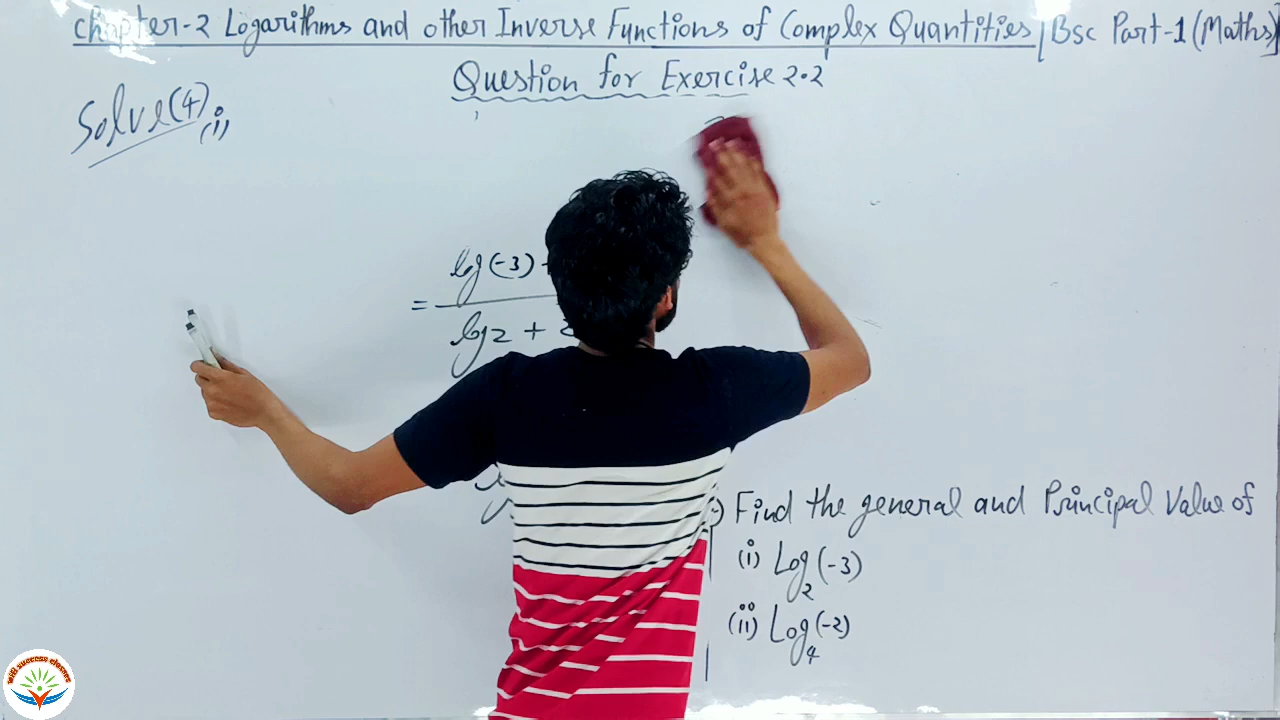 Chapter-2 Logarithms and other Inverse Functions of Complex Quantities | Bsc Part-1 (Maths)
Question for Exercise 2.2
Solve(4)
(i)
log(-3) +
=
log2 + 2
Find the general and Principal Value of
(i) Log₂(-3)
(ii) Log₄(-2)